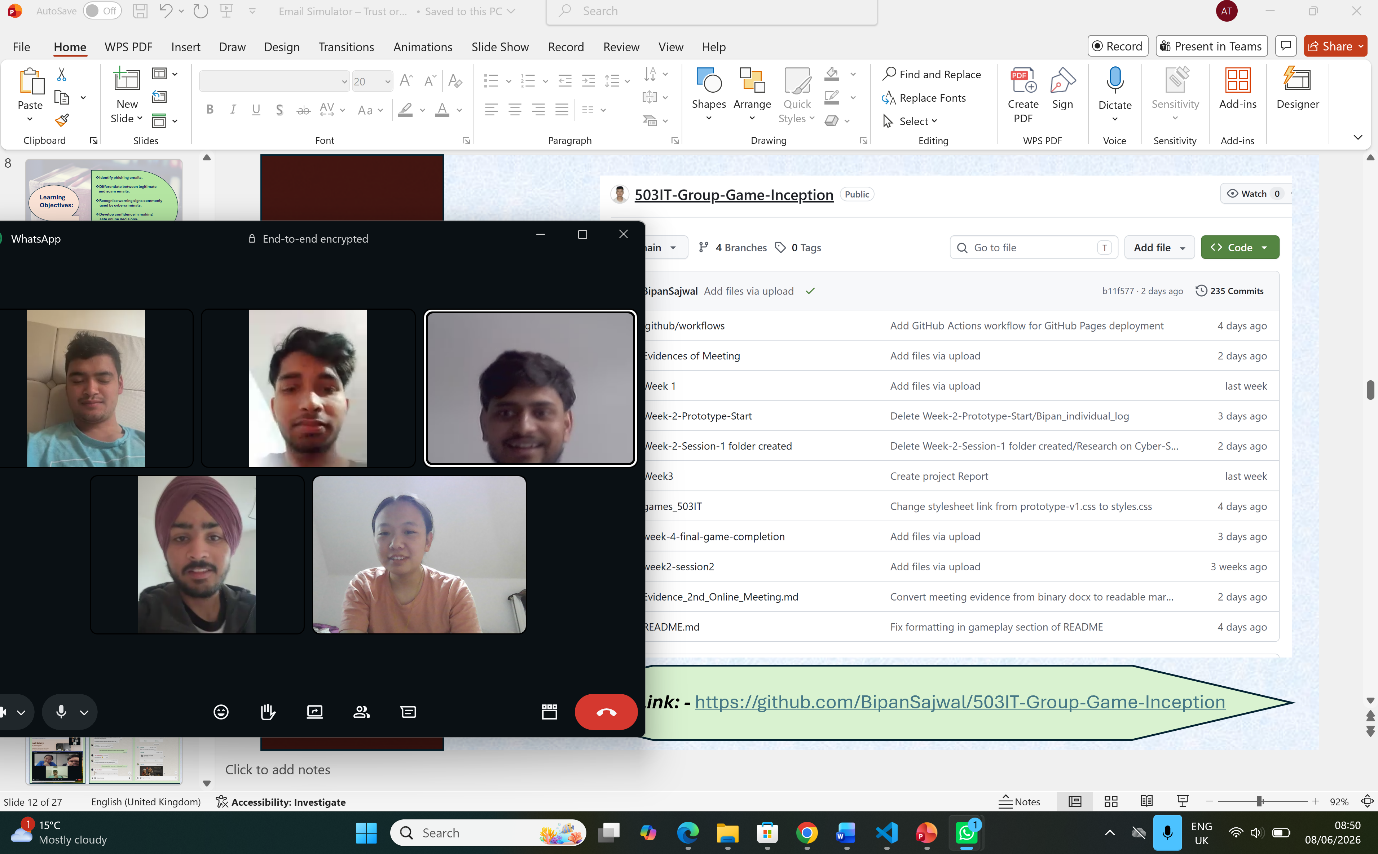 AutoSave Off Email Simulator – Trust or... • Saved to this PC Search AT
File Home WPS PDF Insert Draw Design Transitions Animations Slide Show Record Review View Help Record Present in Teams Share
Paste New Slide 20 B I U S ab AV Aa A Shapes Arrange Quick Styles Find and Replace Replace Fonts Select Create PDF Sign Dictate Sensitivity Add-ins Designer
Clipboard Slides Font Paragraph Drawing Editing WPS PDF Voice Sensitivity Add-ins
8
Learning Objectives:
503IT-Group-Game-Inception Public Watch 0
WhatsApp End-to-end encrypted
ain 4 Branches 0 Tags Go to file T Add file Code
BipanSajwal Add files via upload b11f577 · 2 days ago 235 Commits
github/workflows Add GitHub Actions workflow for GitHub Pages deployment 4 days ago
Evidences of Meeting Add files via upload 2 days ago
Week 1 Add files via upload last week
Week-2-Prototype-Start Delete Week-2-Prototype-Start/Bipan_individual_log 3 days ago
Week-2-Session-1 folder created Delete Week-2-Session-1 folder created/Research on Cyber-S... 2 days ago
Week3 Create project Report last week
games_503IT Change stylesheet link from prototype-v1.css to styles.css 4 days ago
week-4-final-game-completion Add files via upload 3 days ago
week2-session2 Add files via upload 3 weeks ago
Evidence_2nd_Online_Meeting.md Convert meeting evidence from binary docx to readable mar... 2 days ago
README.md Fix formatting in gameplay section of README 4 days ago
ink: - https://github.com/BipanSajwal/503IT-Group-Game-Inception
Click to add notes
Slide 12 of 27 English (United Kingdom) Accessibility: Investigate Notes 92%
1 15°C Mostly cloudy Search 1 ENG UK 08:50 08/06/2026